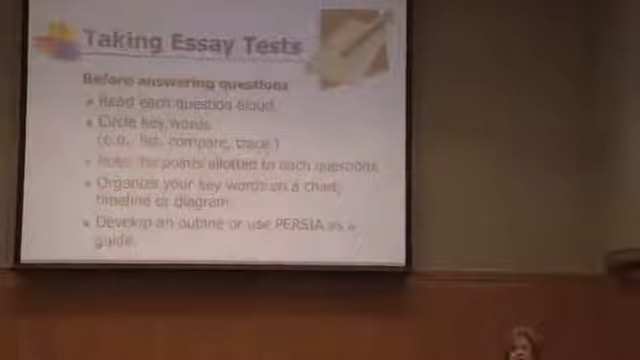 Taking Essay Tests
Before answering questions
Read each question aloud.
Circle key words
(e.g., list, compare, trace)
Note the points allotted to each questions
Organize your key words on a chart,
timeline or diagram.
Develop an outline or use PERSIA as a
guide.